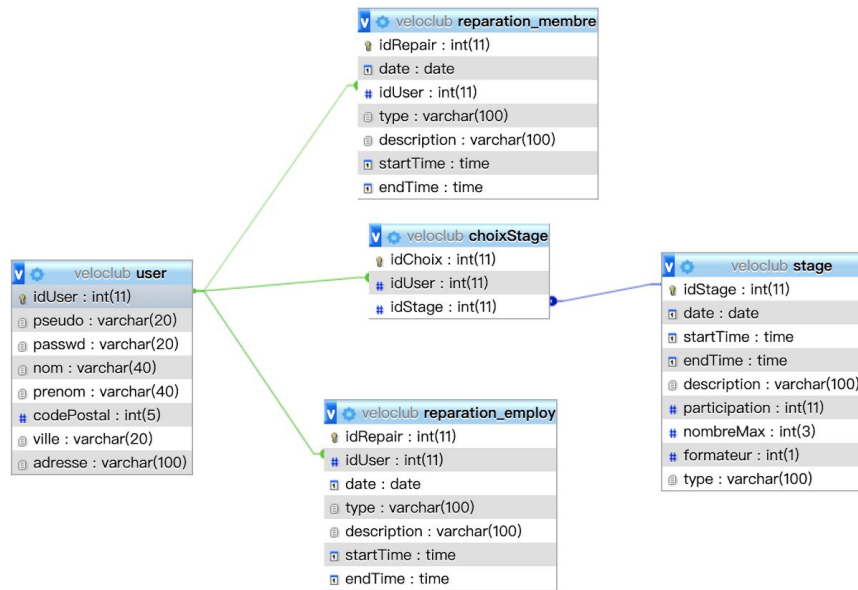 veloclub reparation_membre
idRepair : int(11)
date : date
idUser : int(11)
type : varchar(100)
description : varchar(100)
startTime : time
endTime : time
veloclub choixStage
idChoix : int(11)
idUser : int(11)
idStage : int(11)
veloclub user
idUser : int(11)
pseudo : varchar(20)
passwd : varchar(20)
nom : varchar(40)
prenom : varchar(40)
codePostal : int(5)
ville : varchar(20)
adresse : varchar(100)
veloclub stage
idStage : int(11)
date : date
startTime : time
endTime : time
description : varchar(100)
participation : int(11)
nombreMax : int(3)
formateur : int(1)
type : varchar(100)
veloclub reparation_employ
idRepair : int(11)
idUser : int(11)
date : date
type : varchar(100)
description : varchar(100)
startTime : time
endTime : time